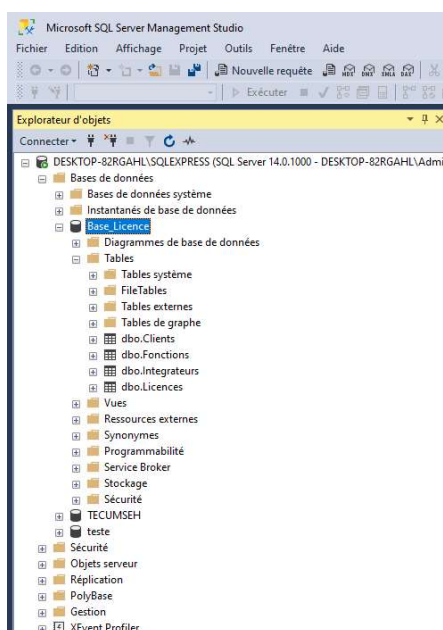 Microsoft SQL Server Management Studio
Fichier Edition Affichage Projet Outils Fenêtre Aide
Nouvelle requête MDX DMX XMLA DAX
Exécuter
Explorateur d'objets
Connecter
DESKTOP-82RGAHL\SQLEXPRESS (SQL Server 14.0.1000 - DESKTOP-82RGAHL\Admi
Bases de données
Bases de données système
Instantanés de base de données
Base_Licence
Diagrammes de base de données
Tables
Tables système
FileTables
Tables externes
Tables de graphe
dbo.Clients
dbo.Fonctions
dbo.Integrateurs
dbo.Licences
Vues
Ressources externes
Synonymes
Programmabilité
Service Broker
Stockage
Sécurité
TECUMSEH
teste
Sécurité
Objets serveur
Réplication
PolyBase
Gestion
XEvent Profiler